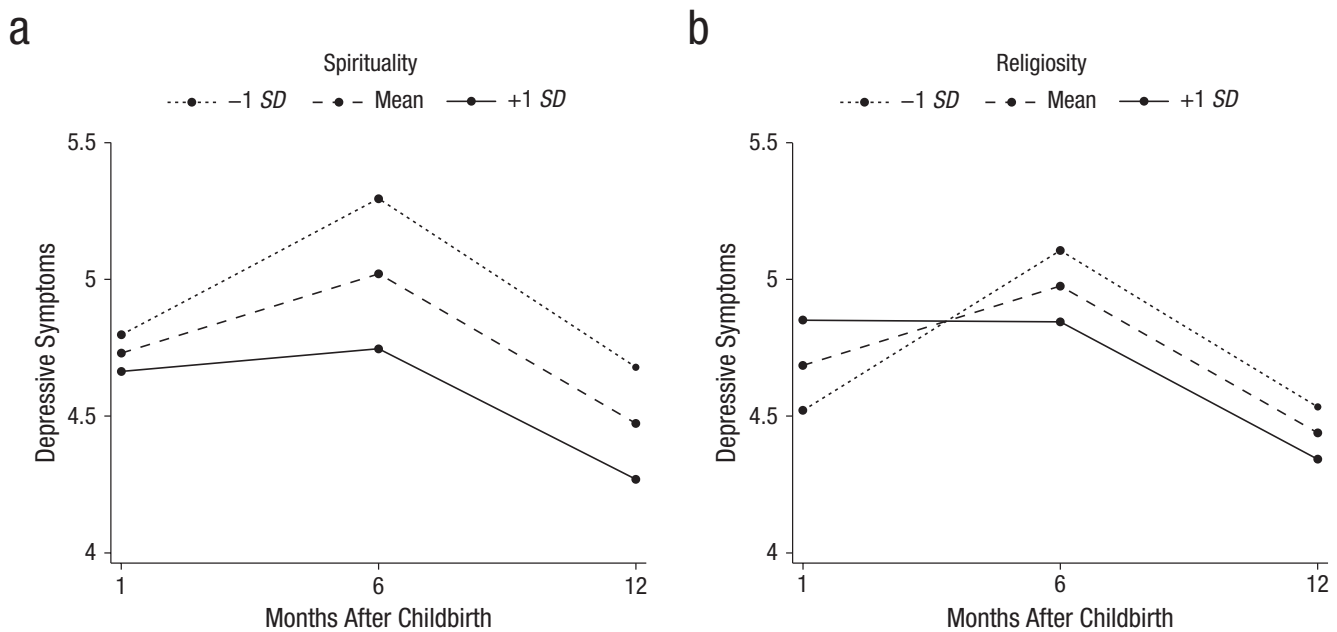 a
Spirituality
−1 SD Mean +1 SD
5.5
5
4.5
4
Depressive Symptoms
1 6 12
Months After Childbirth
b
Religiosity
−1 SD Mean +1 SD
5.5
5
4.5
4
Depressive Symptoms
1 6 12
Months After Childbirth